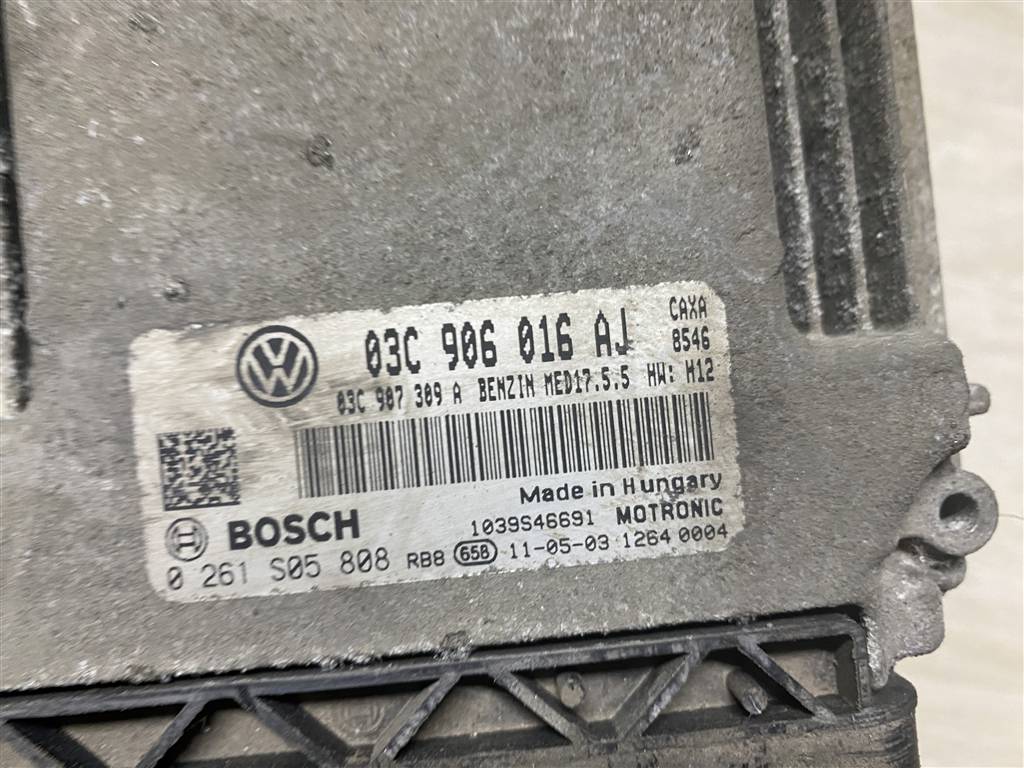 03C 906 016 AJ CAXA
8546
03C 907 309 A BENZIN MED17.5.5 HW: H12
Made in Hungary
BOSCH 1039S46691 MOTRONIC
0 261 S05 808 RB8 658 11-05-03 1264 0004